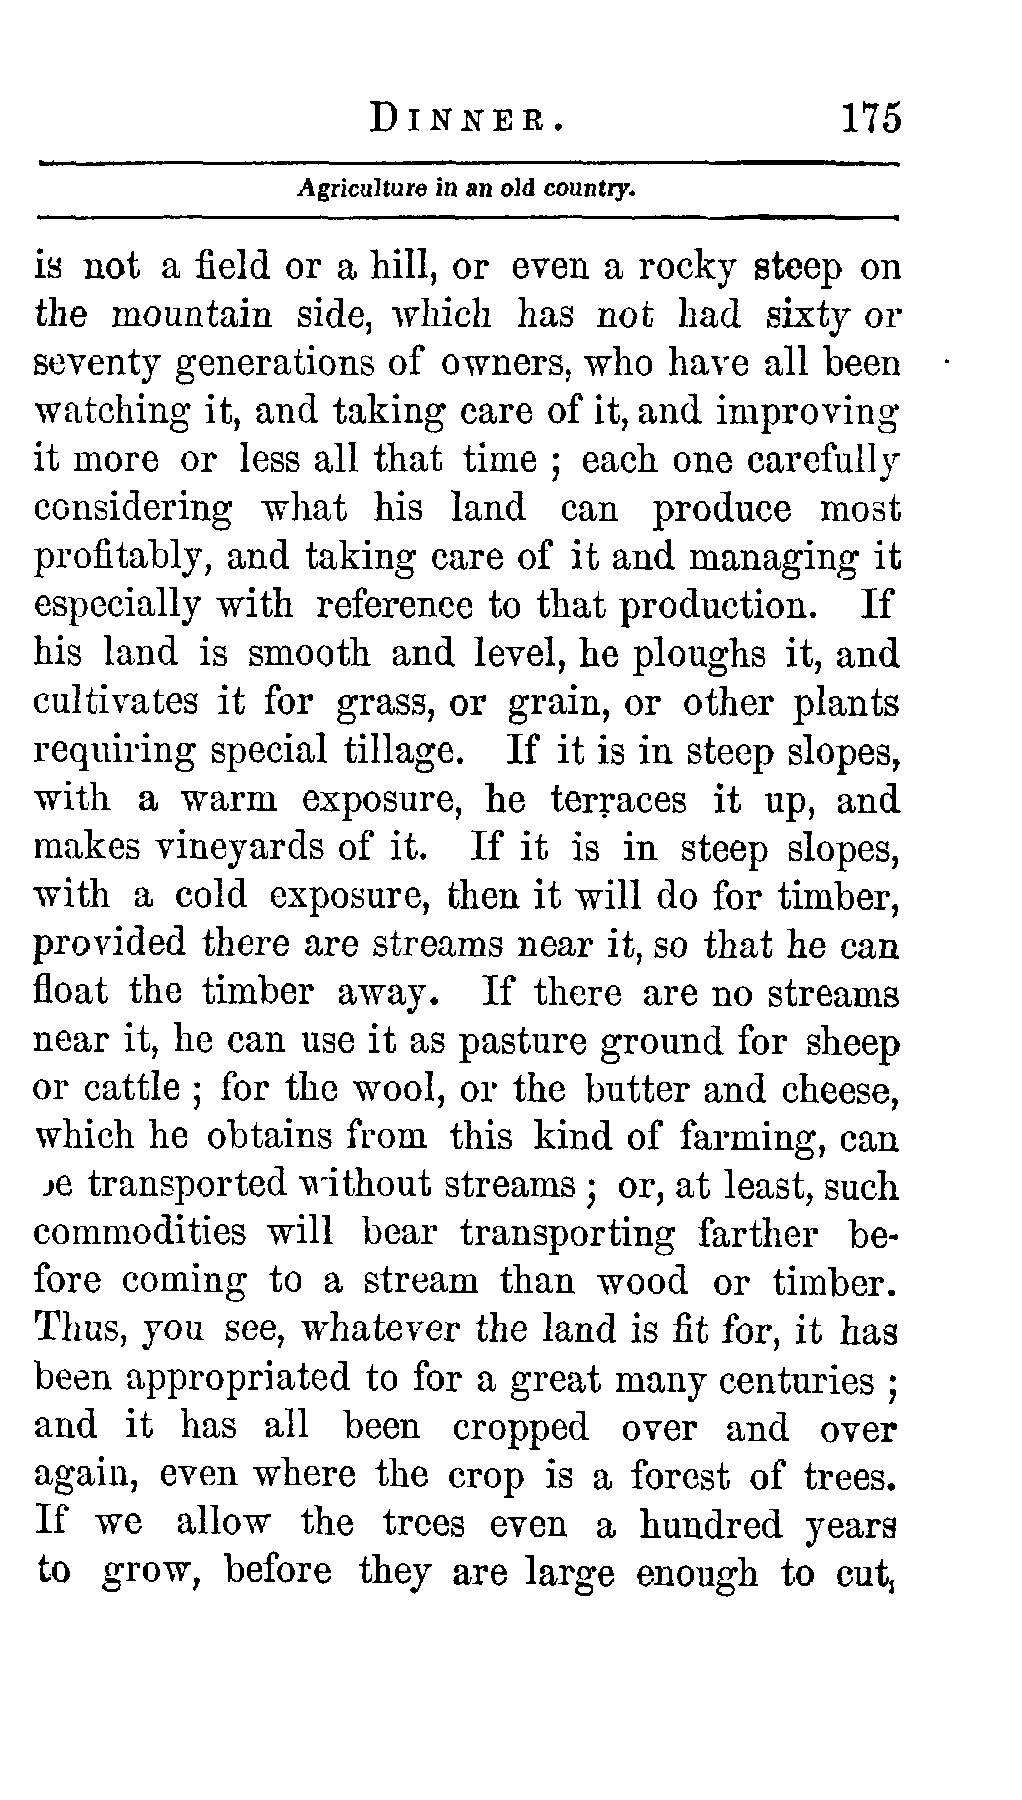 DINNER. 175
Agriculture in an old country.
is not a field or a hill, or even a rocky steep on
the mountain side, which has not had sixty or
seventy generations of owners, who have all been
watching it, and taking care of it, and improving
it more or less all that time ; each one carefully
considering what his land can produce most
profitably, and taking care of it and managing it
especially with reference to that production. If
his land is smooth and level, he ploughs it, and
cultivates it for grass, or grain, or other plants
requiring special tillage. If it is in steep slopes,
with a warm exposure, he terraces it up, and
makes vineyards of it. If it is in steep slopes,
with a cold exposure, then it will do for timber,
provided there are streams near it, so that he can
float the timber away. If there are no streams
near it, he can use it as pasture ground for sheep
or cattle ; for the wool, or the butter and cheese,
which he obtains from this kind of farming, can
be transported without streams ; or, at least, such
commodities will bear transporting farther be-
fore coming to a stream than wood or timber.
Thus, you see, whatever the land is fit for, it has
been appropriated to for a great many centuries ;
and it has all been cropped over and over
again, even where the crop is a forest of trees.
If we allow the trees even a hundred years
to grow, before they are large enough to cut,